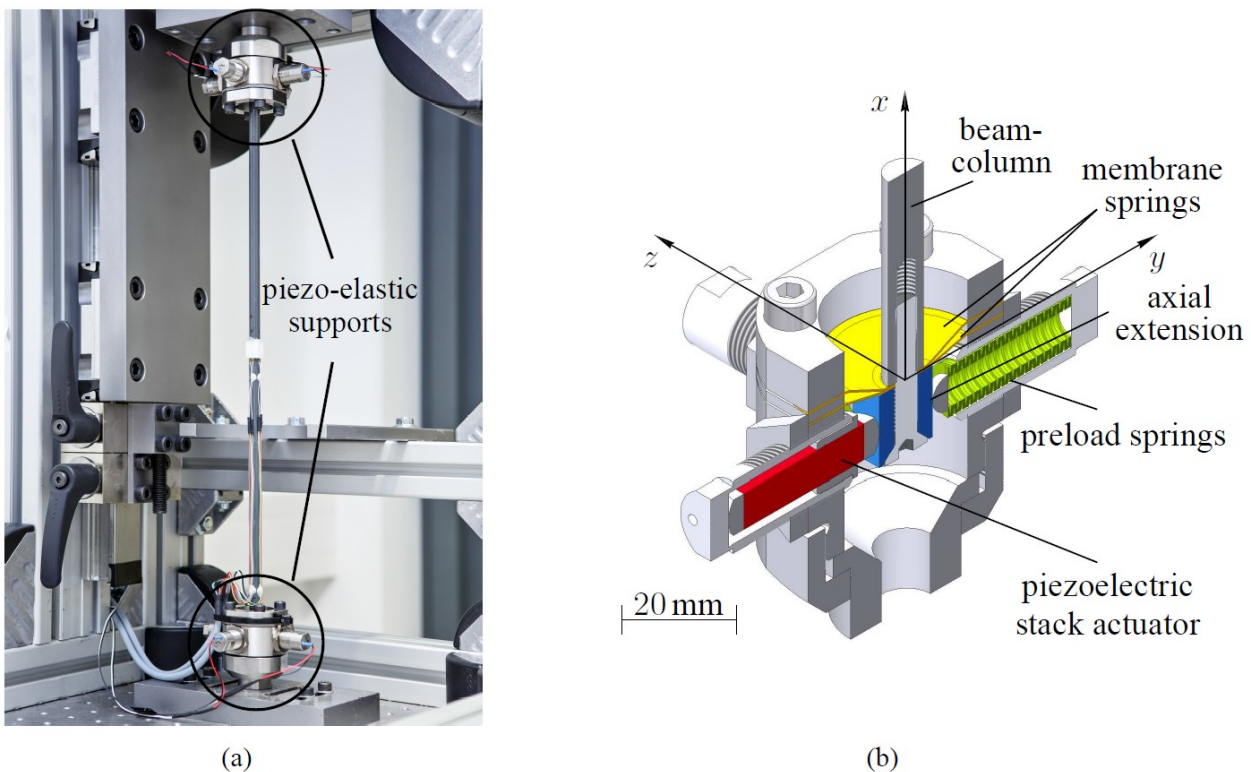 piezo-elastic
supports
x
beam-
column
membrane
springs
z
y
axial
extension
preload springs
20 mm
piezoelectric
stack actuator
(a)
(b)